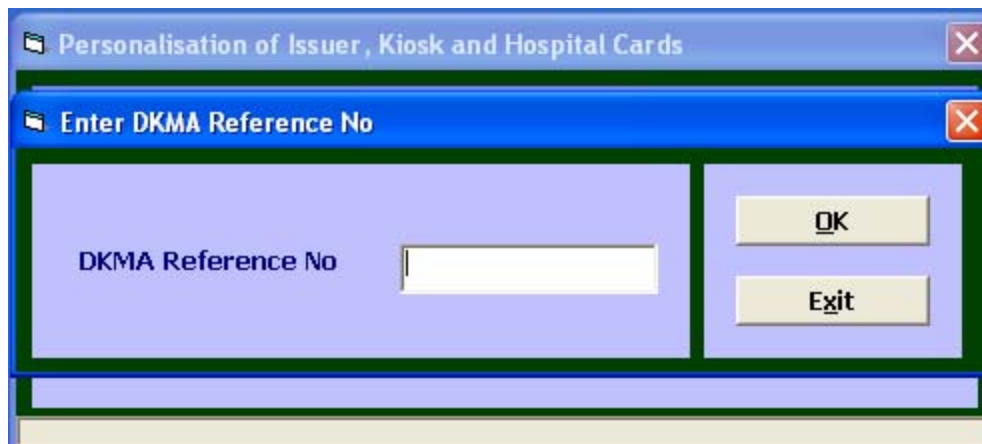 Personalisation of Issuer, Kiosk and Hospital Cards
Enter DKMA Reference No
DKMA Reference No
OK
Exit